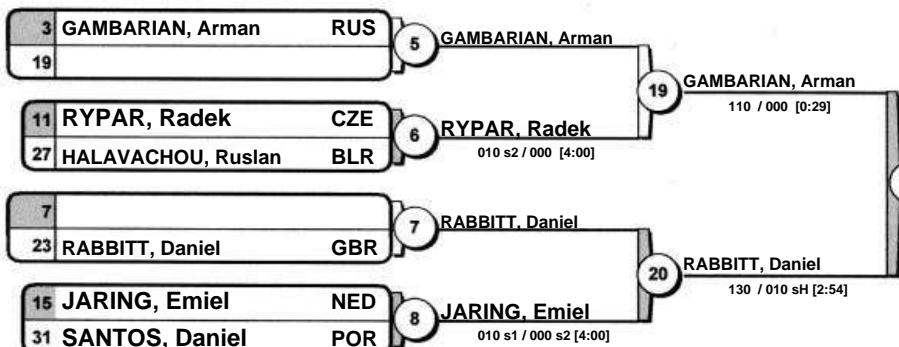 3 GAMBARIAN, Arman RUS
19
5 GAMBARIAN, Arman
11 RYPAR, Radek CZE
27 HALAVACHOU, Ruslan BLR
6 RYPAR, Radek
010 s2 / 000 [4:00]
19 GAMBARIAN, Arman
110 / 000 [0:29]
7
23 RABBITT, Daniel GBR
7 RABBITT, Daniel
15 JARING, Emiel NED
31 SANTOS, Daniel POR
8 JARING, Emiel
010 s1 / 000 s2 [4:00]
20 RABBITT, Daniel
130 / 010 sH [2:54]